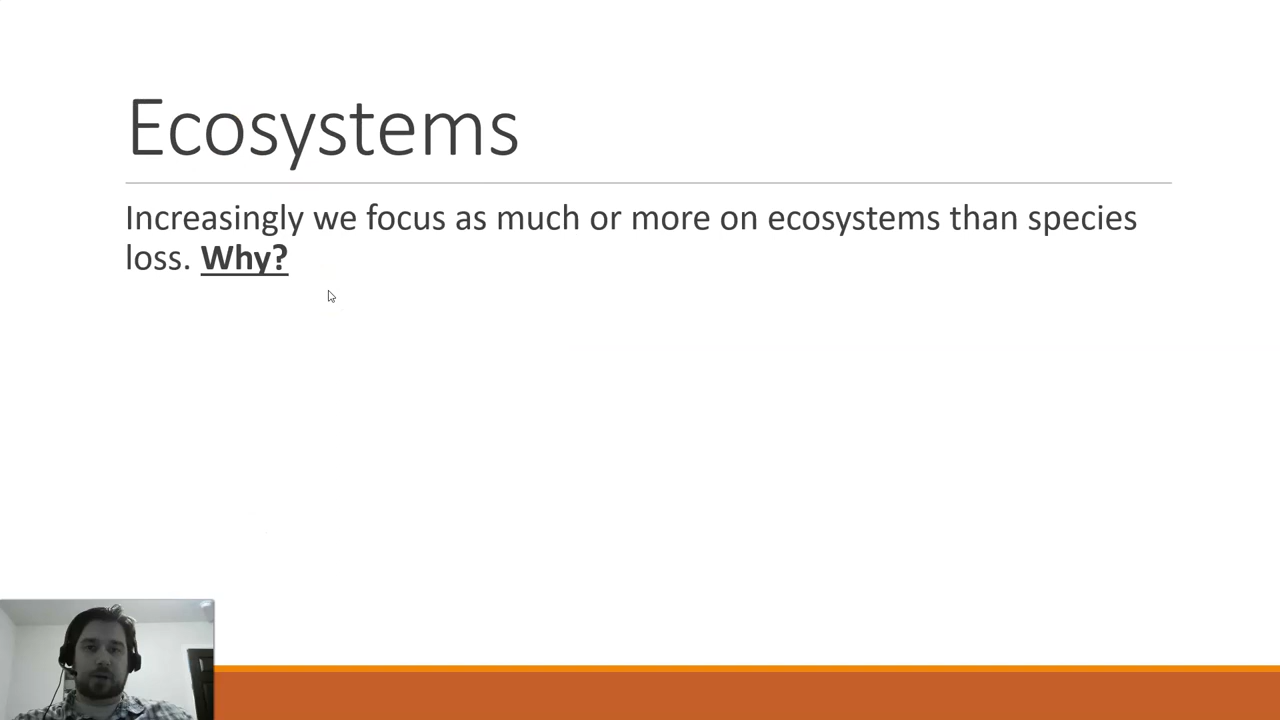 Ecosystems
Increasingly we focus as much or more on ecosystems than species
loss. Why?